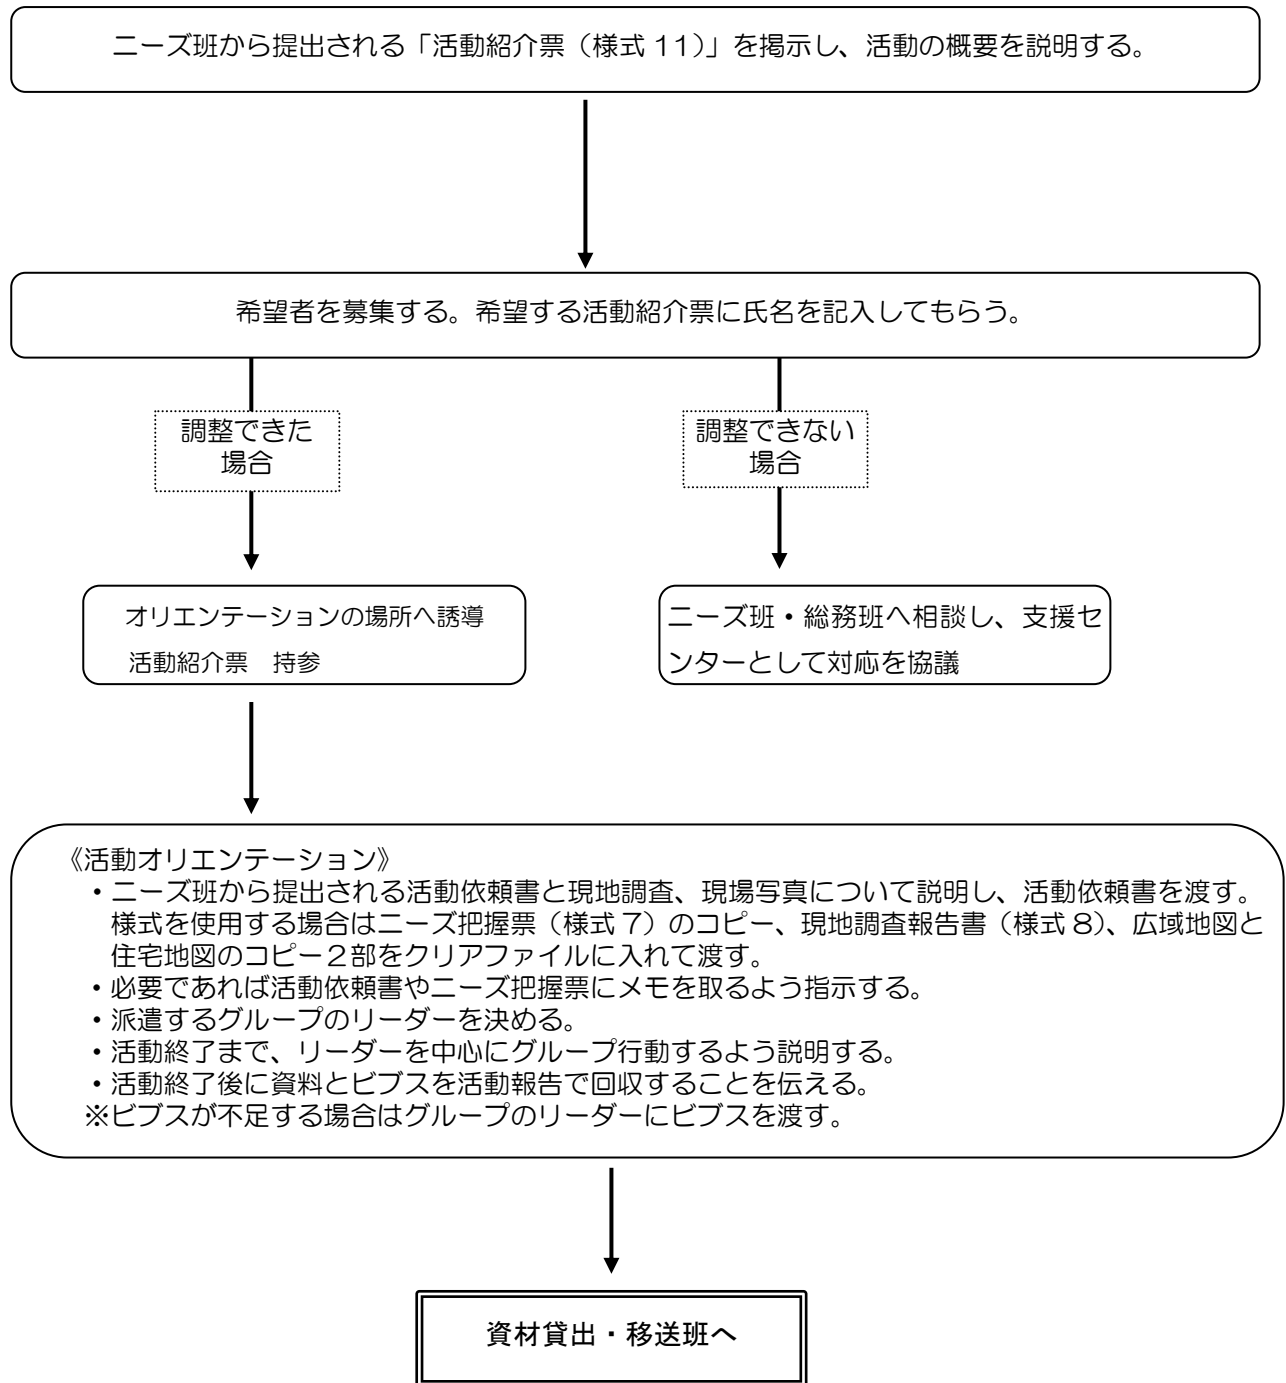 ニーズ班から提出される「活動紹介票（様式 11）」を掲示し、活動の概要を説明する。
希望者を募集する。希望する活動紹介票に氏名を記入してもらう。
調整できた
場合
調整できない
場合
オリエンテーションの場所へ誘導
活動紹介票　持参
ニーズ班・総務班へ相談し、支援セ
ンターとして対応を協議
《活動オリエンテーション》
・ニーズ班から提出される活動依頼書と現地調査、現場写真について説明し、活動依頼書を渡す。
様式を使用する場合はニーズ把握票（様式 7）のコピー、現地調査報告書（様式 8）、広域地図と
住宅地図のコピー２部をクリアファイルに入れて渡す。
・必要であれば活動依頼書やニーズ把握票にメモを取るよう指示する。
・派遣するグループのリーダーを決める。
・活動終了まで、リーダーを中心にグループ行動するよう説明する。
・活動終了後に資料とビブスを活動報告で回収することを伝える。
※ビブスが不足する場合はグループのリーダーにビブスを渡す。
資材貸出・移送班へ